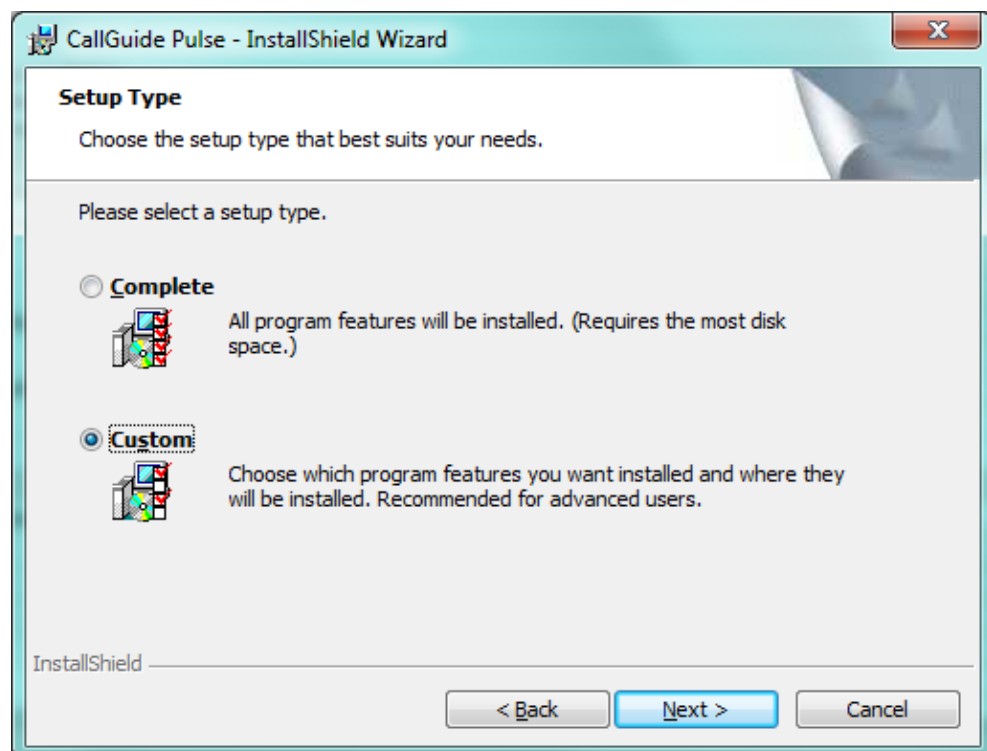 CallGuide Pulse - InstallShield Wizard
Setup Type
Choose the setup type that best suits your needs.
Please select a setup type.
Complete
All program features will be installed. (Requires the most disk
space.)
Custom
Choose which program features you want installed and where they
will be installed. Recommended for advanced users.
InstallShield
< Back
Next >
Cancel